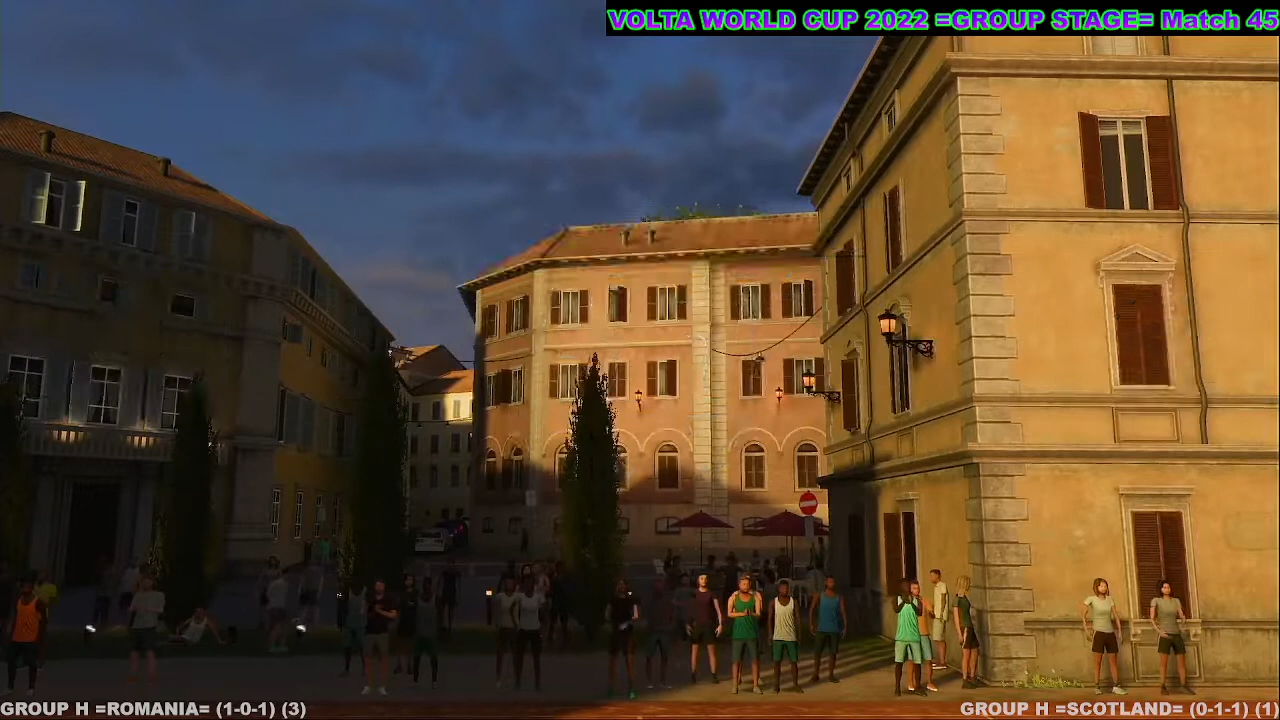 VOLTA WORLD CUP 2022 =GROUP STAGE= Match 45
GROUP H =ROMANIA= (1-0-1) (3)
GROUP H =SCOTLAND= (0-1-1) (1)